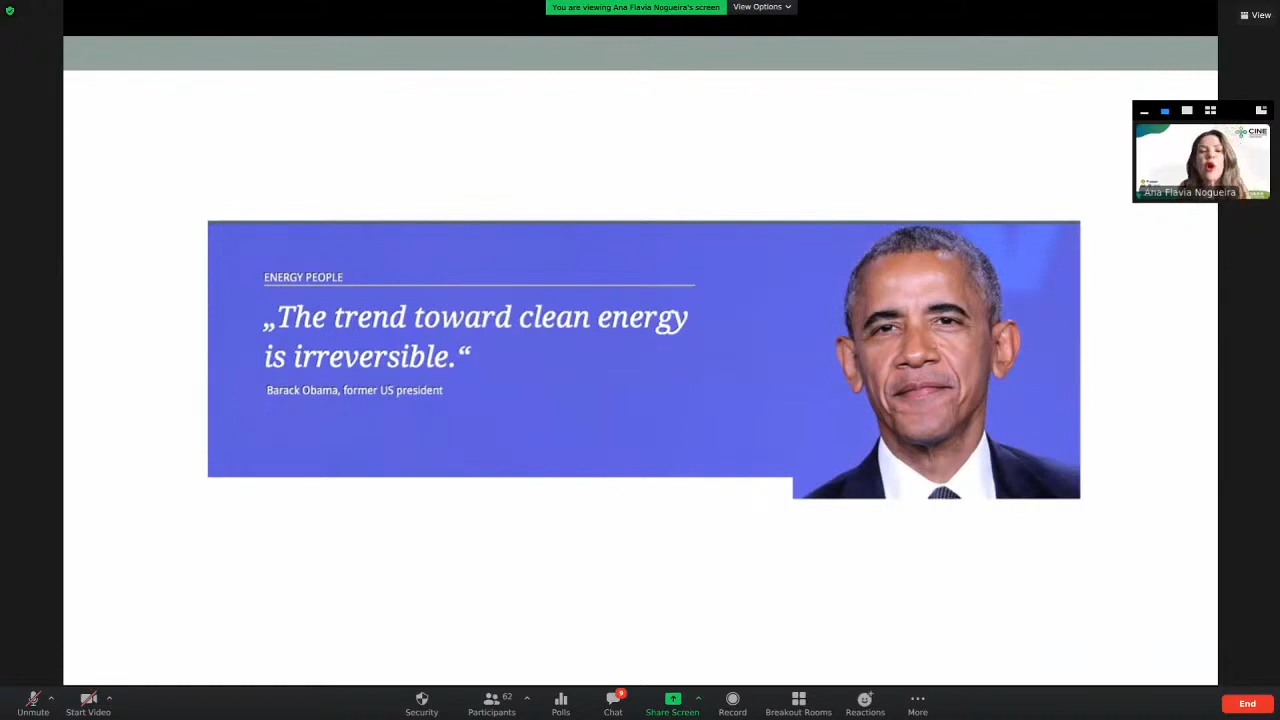 You are viewing Ana Flavia Nogueira's screen
View Options
View
CINE
Ana Flavia Nogueira
ENERGY PEOPLE
„The trend toward clean energy
is irreversible.“
Barack Obama, former US president
Unmute
Start Video
Security
62
Participants
Polls
9
Chat
Share Screen
Record
Breakout Rooms
Reactions
More
End